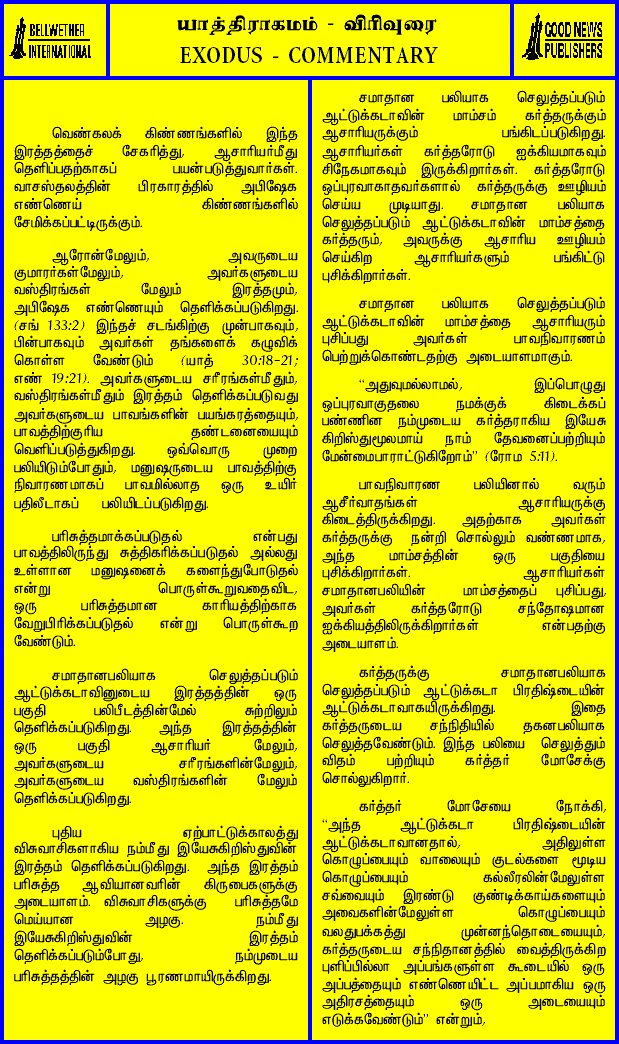 BELLWETHER
INTERNATIONAL
யாத்திராகமம் - விரிவுரை
EXODUS - COMMENTARY
GOOD NEWS
PUBLISHERS
வெண்கலக் கிண்ணங்களில் இந்த
இரத்தத்தைச் சேகரித்து, ஆசாரியர்மீது
தெளிப்பதற்காகப் பயன்படுத்துவார்கள்.
வாசஸ்தலத்தின் பிரகாரத்தில் அபிஷேக
எண்ணெய் கிண்ணங்களில்
சேமிக்கப்பட்டிருக்கும்.
ஆரோன்மேலும், அவருடைய
குமாரர்கள்மேலும், அவர்களுடைய
வஸ்திரங்கள் மேலும் இரத்தமும்,
அபிஷேக எண்ணெயும் தெளிக்கப்படுகிறது.
(சங் 133:2) இந்தச் சடங்கிற்கு முன்பாகவும்,
பின்பாகவும் அவர்கள் தங்களைக் கழுவிக்
கொள்ள வேண்டும் (யாத் 30:18-21;
எண் 19:21). அவர்களுடைய சரீரங்கள்மீதும்,
வஸ்திரங்கள்மீதும் இரத்தம் தெளிக்கப்படுவது
அவர்களுடைய பாவங்களின் பயங்கரத்தையும்,
பாவத்திற்குரிய தண்டனையையும்
வெளிப்படுத்துகிறது. ஒவ்வொரு முறை
பலியிடும்போதும், மனுஷருடைய பாவத்திற்கு
நிவாரணமாகப் பாவமில்லாத ஒரு உயிர்
பதிலீடாகப் பலியிடப்படுகிறது.
பரிசுத்தமாக்கப்படுதல் என்பது
பாவத்திலிருந்து சுத்திகரிக்கப்படுதல் அல்லது
உள்ளான மனுஷனைக் களைந்துபோடுதல்
என்று பொருள்கூறுவதைவிட,
ஒரு பரிசுத்தமான காரியத்திற்காக
வேறுபிரிக்கப்படுதல் என்று பொருள்கூற
வேண்டும்.
சமாதானபலியாக செலுத்தப்படும்
ஆட்டுக்கடாவினுடைய இரத்தத்தின் ஒரு
பகுதி பலிபீடத்தின்மேல் சுற்றிலும்
தெளிக்கப்படுகிறது. அந்த இரத்தத்தின்
ஒரு பகுதி ஆசாரியர் மேலும்,
அவர்களுடைய சரீரங்களின்மேலும்,
அவர்களுடைய வஸ்திரங்களின் மேலும்
தெளிக்கப்படுகிறது.
புதிய ஏற்பாட்டுக்காலத்து
விசுவாசிகளாகிய நம்மீது இயேசுகிறிஸ்துவின்
இரத்தம் தெளிக்கப்படுகிறது. அந்த இரத்தம்
பரிசுத்த ஆவியானவரின் கிருபைகளுக்கு
அடையாளம். விசுவாசிகளுக்கு பரிசுத்தமே
மெய்யான அழகு. நம்மீது
இயேசுகிறிஸ்துவின் இரத்தம்
தெளிக்கப்படும்போது, நம்முடைய
பரிசுத்தத்தின் அழகு பூரணமாயிருக்கிறது.
சமாதான பலியாக செலுத்தப்படும்
ஆட்டுக்கடாவின் மாம்சம் கர்த்தருக்கும்
ஆசாரியருக்கும் பங்கிடப்படுகிறது.
ஆசாரியர்கள் கர்த்தரோடு ஐக்கியமாகவும்
சிநேகமாகவும் இருக்கிறார்கள். கர்த்தரோடு
ஒப்புரவாகாதவர்களால் கர்த்தருக்கு ஊழியம்
செய்ய முடியாது. சமாதான பலியாக
செலுத்தப்படும் ஆட்டுக்கடாவின் மாம்சத்தை
கர்த்தரும், அவருக்கு ஆசாரிய ஊழியம்
செய்கிற ஆசாரியர்களும் பங்கிட்டு
புசிக்கிறார்கள்.
சமாதான பலியாக செலுத்தப்படும்
ஆட்டுக்கடாவின் மாம்சத்தை ஆசாரியரும்
புசிப்பது அவர்கள் பாவநிவாரணம்
பெற்றுக்கொண்டதற்கு அடையாளமாகும்.
“அதுவுமல்லாமல், இப்பொழுது
ஒப்புரவாகுதலை நமக்குக் கிடைக்கப்
பண்ணின நம்முடைய கர்த்தராகிய இயேசு
கிறிஸ்துமூலமாய் நாம் தேவனைப்பற்றியும்
மேன்மைபாராட்டுகிறோம்” (ரோம 5:11).
பாவநிவாரண பலியினால் வரும்
ஆசீர்வாதங்கள் ஆசாரியருக்கு
கிடைத்திருக்கிறது. அதற்காக அவர்கள்
கர்த்தருக்கு நன்றி சொல்லும் வண்ணமாக,
அந்த மாம்சத்தின் ஒரு பகுதியை
புசிக்கிறார்கள். ஆசாரியர்கள்
சமாதானபலியின் மாம்சத்தைப் புசிப்பது,
அவர்கள் கர்த்தரோடு சந்தோஷமான
ஐக்கியத்திலிருக்கிறார்கள் என்பதற்கு
அடையாளம்.
கர்த்தருக்கு சமாதானபலியாக
செலுத்தப்படும் ஆட்டுக்கடா பிரதிஷ்டையின்
ஆட்டுக்கடாவாகயிருக்கிறது. இதை
கர்த்தருடைய சந்நிதியில் தகனபலியாக
செலுத்தவேண்டும். இந்த பலியை செலுத்தும்
விதம் பற்றியும் கர்த்தர் மோசேக்கு
சொல்லுகிறார்.
கர்த்தர் மோசேயை நோக்கி,
“அந்த ஆட்டுக்கடா பிரதிஷ்டையின்
ஆட்டுக்கடாவானதால், அதிலுள்ள
கொழுப்பையும் வாலையும் குடல்களை மூடிய
கொழுப்பையும் கல்லீரலின்மேலுள்ள
சவ்வையும் இரண்டு குண்டிக்காய்களையும்
அவைகளின்மேலுள்ள கொழுப்பையும்
வலதுபக்கத்து முன்னந்தொடையையும்,
கர்த்தருடைய சந்நிதானத்தில் வைத்திருக்கிற
புளிப்பில்லா அப்பங்களுள்ள கூடையில் ஒரு
அப்பத்தையும் எண்ணெயிட்ட அப்பமாகிய ஒரு
அதிரசத்தையும் ஒரு அடையையும்
எடுக்கவேண்டும்” என்றும்,